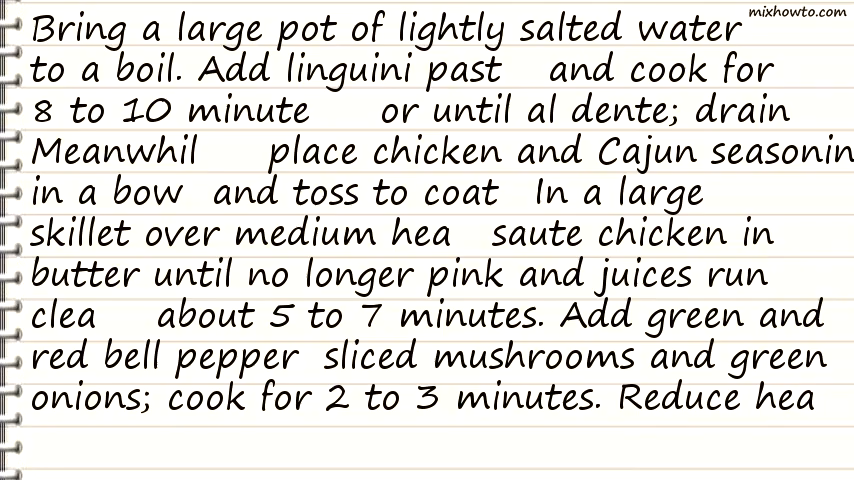 mixhowto.com
Bring a large pot of lightly salted water
to a boil. Add linguini past and cook for
8 to 10 minute or until al dente; drain
Meanwhil place chicken and Cajun seasonin
in a bow and toss to coat In a large
skillet over medium hea saute chicken in
butter until no longer pink and juices run
clea about 5 to 7 minutes. Add green and
red bell pepper sliced mushrooms and green
onions; cook for 2 to 3 minutes. Reduce hea